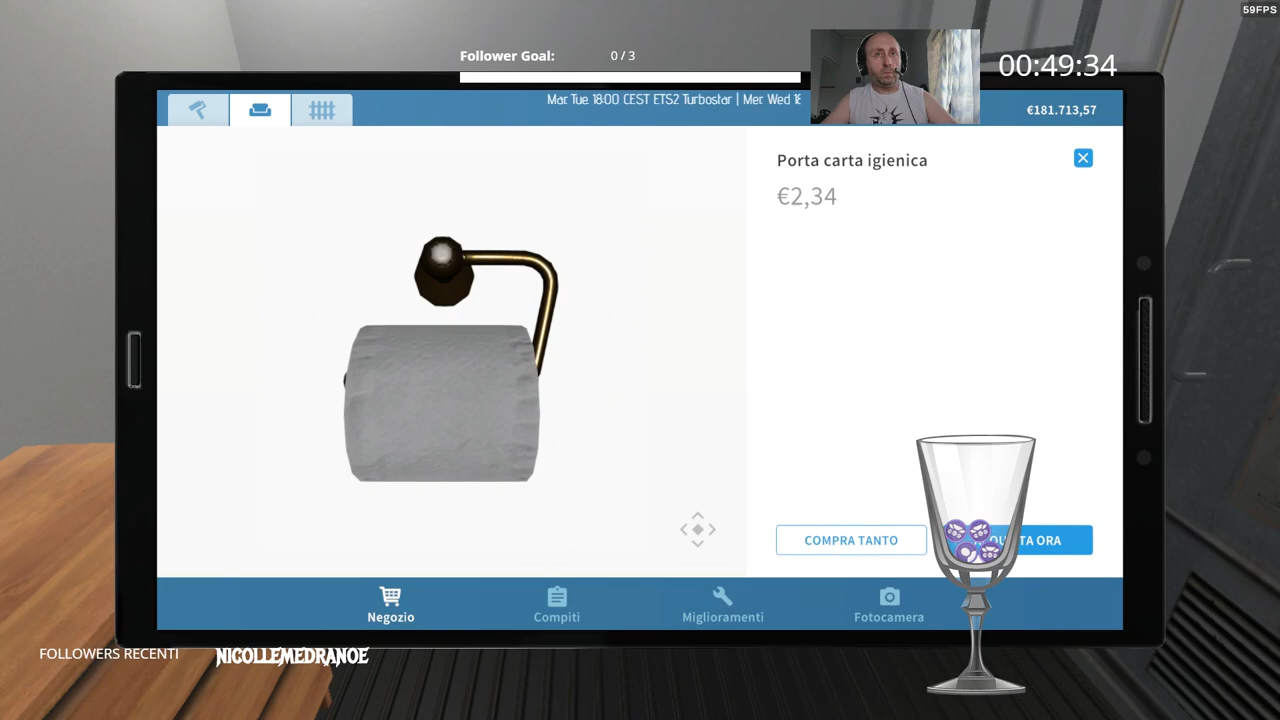 59FPS
Follower Goal: 0 / 3
00:49:34
Mar Tue 18:00 CEST ETS2 Turbostar | Mer Wed
€181.713,57
Porta carta igienica
€2,34
COMPRA TANTO
ORA
Negozio
Compiti
Miglioramenti
Fotocamera
FOLLOWERS RECENTI
NICOLLEMEDRANOE